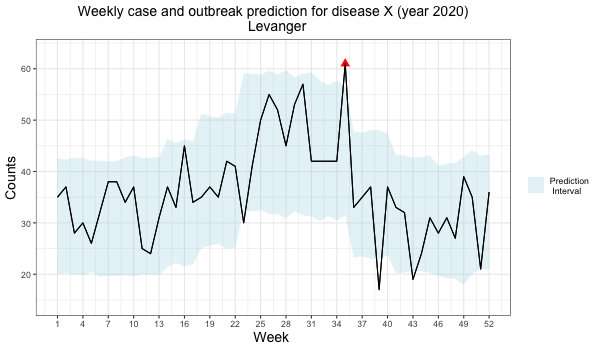 Weekly case and outbreak prediction for disease X (year 2020)
Levanger
Counts
60
50
40
30
20
1 4 7 10 13 16 19 22 25 28 31 34 37 40 43 46 49 52
Week
Prediction
Interval